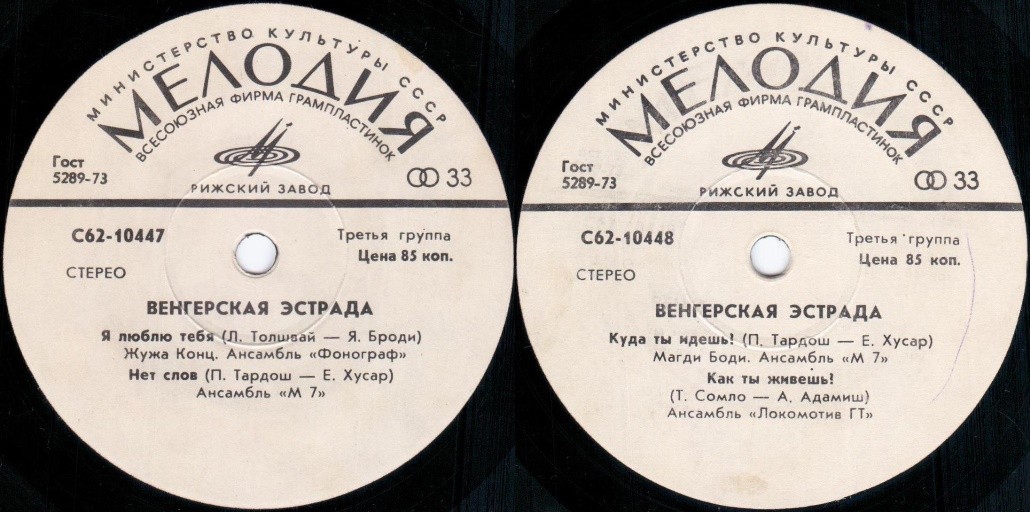 МИНИСТЕРСТВО КУЛЬТУРЫ СССР
МЕЛОДИЯ
ВСЕСОЮЗНАЯ ФИРМА ГРАМПЛАСТИНОК
Гост
5289-73
33
РИЖСКИЙ ЗАВОД
С62-10447
Третья группа
Цена 85 коп.
СТЕРЕО
ВЕНГЕРСКАЯ ЭСТРАДА
Я люблю тебя (Л. Толшвай — Я. Броди)
Жужа Конц. Ансамбль «Фонограф»
Нет слов (П. Тардош — Е. Хусар)
Ансамбль «М 7»
МИНИСТЕРСТВО КУЛЬТУРЫ СССР
МЕЛОДИЯ
ВСЕСОЮЗНАЯ ФИРМА ГРАМПЛАСТИНОК
Гост
5289-73
33
РИЖСКИЙ ЗАВОД
С62-10448
Третья группа
Цена 85 коп.
СТЕРЕО
ВЕНГЕРСКАЯ ЭСТРАДА
Куда ты идешь! (П. Тардош — Е. Хусар)
Магди Боди. Ансамбль «М 7»
Как ты живешь!
(Т. Сомло — А. Адамиш)
Ансамбль «Локомотив ГТ»